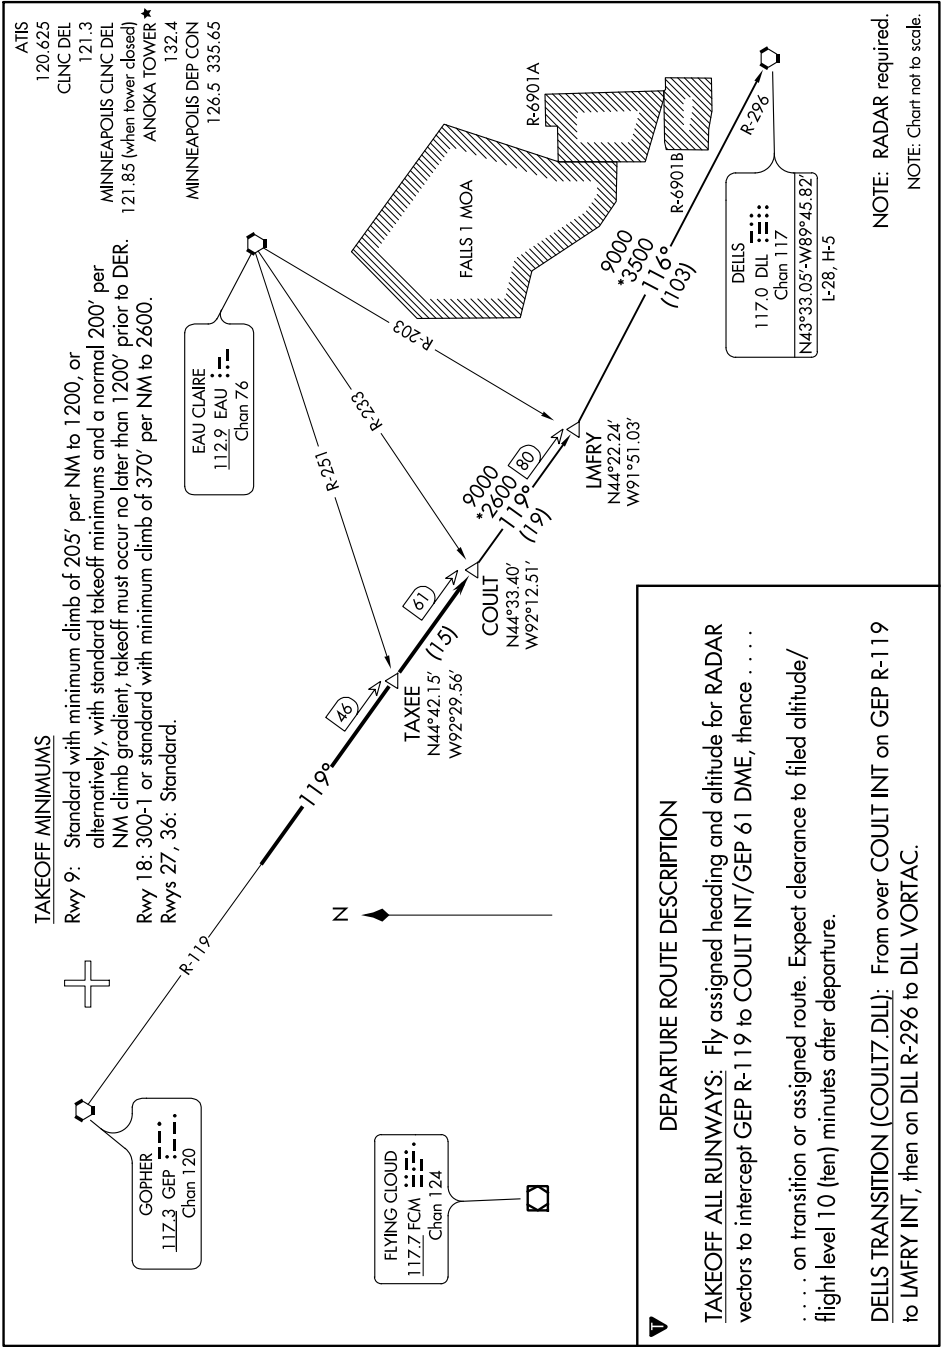 ATIS
120.625
CLNC DEL
121.3
MINNEAPOLIS CLNC DEL
121.85 (when tower closed)
ANOKA TOWER★
132.4
MINNEAPOLIS DEP CON
126.5 335.65
TAKEOFF MINIMUMS
Rwy 9: Standard with minimum climb of 205' per NM to 1200, or
alternatively, with standard takeoff minimums and a normal 200' per
NM climb gradient, takeoff must occur no later than 1200' prior to DER.
Rwy 18: 300-1 or standard with minimum climb of 370' per NM to 2600.
Rwys 27, 36: Standard.
GOPHER
117.3 GEP
Chan 120
R-119
119°
N
FLYING CLOUD
117.7 FCM
Chan 124
EAU CLAIRE
112.9 EAU
Chan 76
R-251
R-233
R-203
46
TAXEE
N44°42.15'
W92°29.56'
(15)
61
COULT
N44°33.40'
W92°12.51'
9000
*2600
119°
(19)
80
LMFRY
N44°22.24'
W91°51.03'
FALLS 1 MOA
R-6901A
R-6901B
9000
*3500
116°
(103)
R-296
DELLS
117.0 DLL
Chan 117
N43°33.05'-W89°45.82'
L-28, H-5
NOTE: RADAR required.
NOTE: Chart not to scale.
T
DEPARTURE ROUTE DESCRIPTION
TAKEOFF ALL RUNWAYS: Fly assigned heading and altitude for RADAR
vectors to intercept GEP R-119 to COULT INT/GEP 61 DME, thence . . . .
. . . . on transition or assigned route. Expect clearance to filed altitude/
flight level 10 (ten) minutes after departure.
DELLS TRANSITION (COULT7.DLL): From over COULT INT on GEP R-119
to LMFRY INT, then on DLL R-296 to DLL VORTAC.